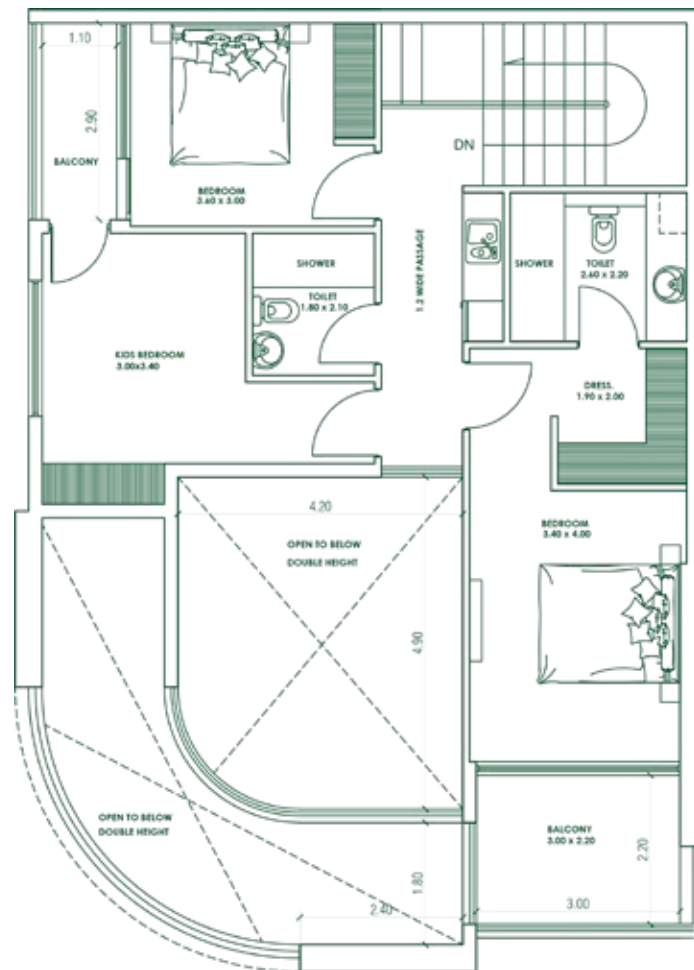 1.10
2.90
BALCONY
BEDROOM
3.60 x 3.00
DN
SHOWER
TOILET
1.80 x 2.10
1.2 WIDE PASSAGE
SHOWER
TOILET
2.60 x 2.20
KIDS BEDROOM
3.00x3.40
DRESS.
1.90 x 2.00
4.20
OPEN TO BELOW
DOUBLE HEIGHT
4.90
BEDROOM
3.40 x 4.00
OPEN TO BELOW
DOUBLE HEIGHT
1.80
2.40
BALCONY
3.00 x 2.20
2.20
3.00